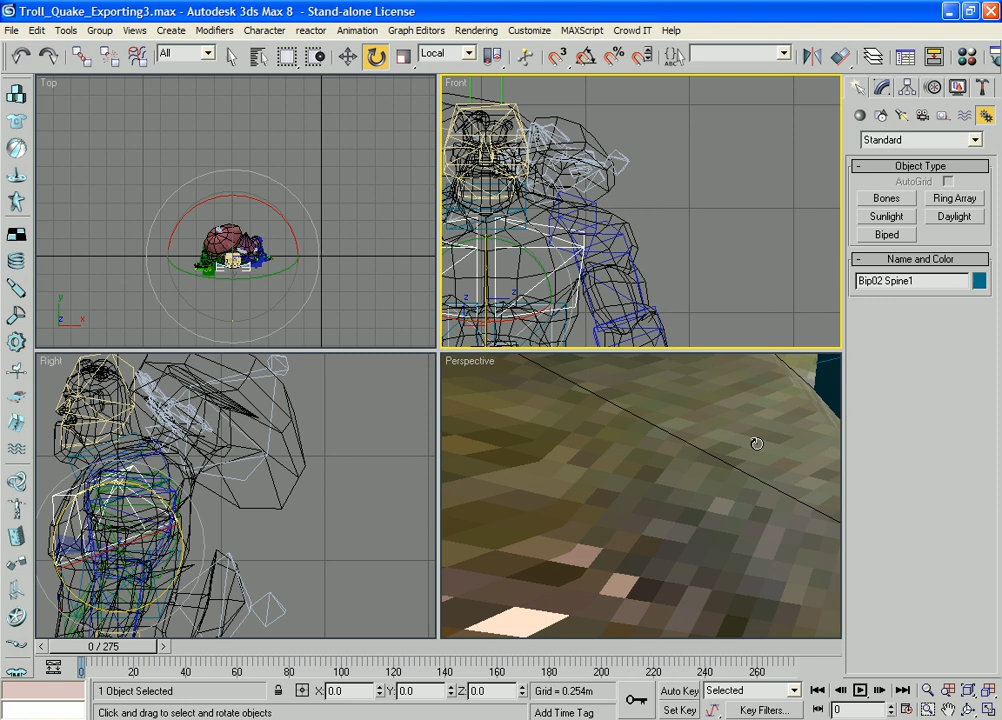 Troll_Quake_Exporting3.max - Autodesk 3ds Max 8 - Stand-alone License
File Edit Tools Group Views Create Modifiers Character reactor Animation Graph Editors Rendering Customize MAXScript Crowd IT Help
All Local
Top
Front
Right
Perspective
y
z x
z z
Standard
- Object Type
AutoGrid
Bones Ring Array
Sunlight Daylight
Biped
- Name and Color
Bip02 Spine1
< 0 / 275 >
0 20 40 60 80 100 120 140 160 180 200 220 240 260
1 Object Selected X: 0.0 Y: 0.0 Z: 0.0 Grid = 0.254m Auto Key Selected
Click and drag to select and rotate objects Add Time Tag Set Key Key Filters... 0